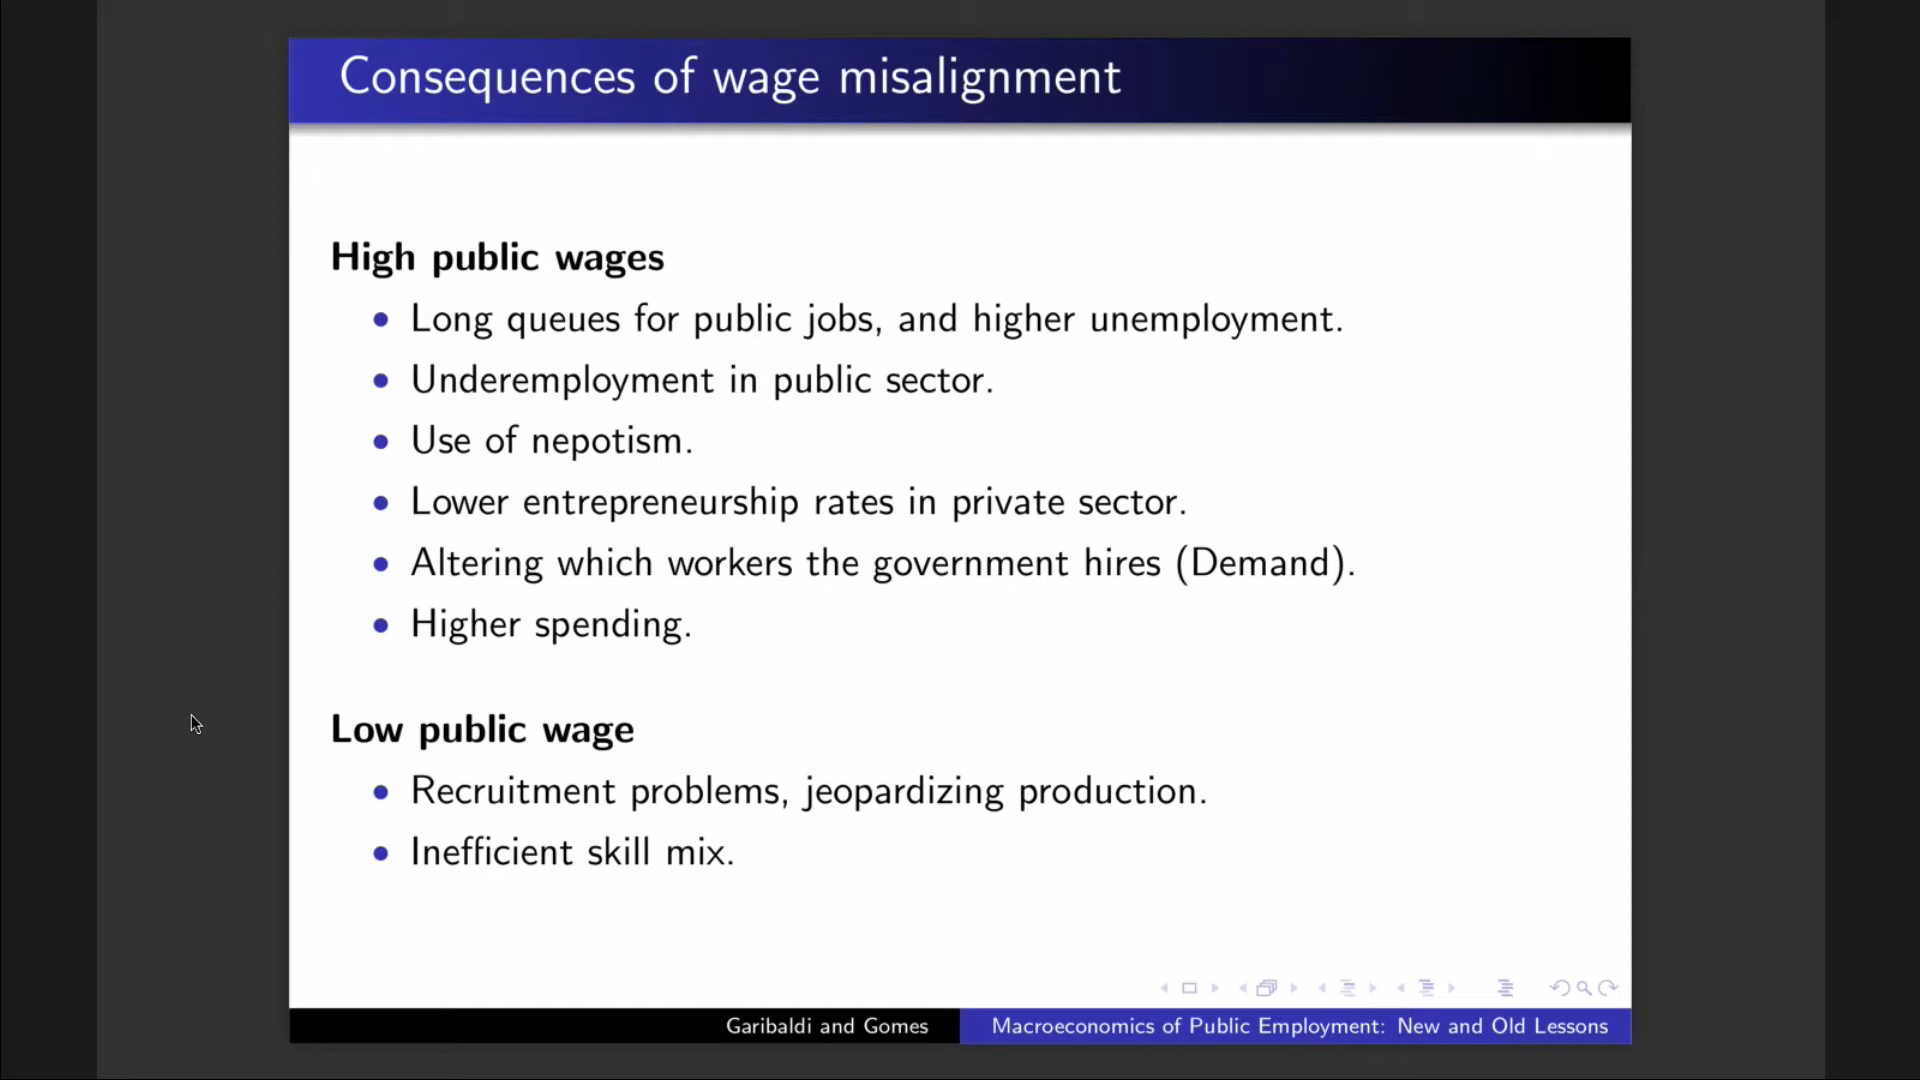 Consequences of wage misalignment
High public wages
• Long queues for public jobs, and higher unemployment.
• Underemployment in public sector.
• Use of nepotism.
• Lower entrepreneurship rates in private sector.
• Altering which workers the government hires (Demand).
• Higher spending.
Low public wage
• Recruitment problems, jeopardizing production.
• Inefficient skill mix.
Garibaldi and Gomes
Macroeconomics of Public Employment: New and Old Lessons